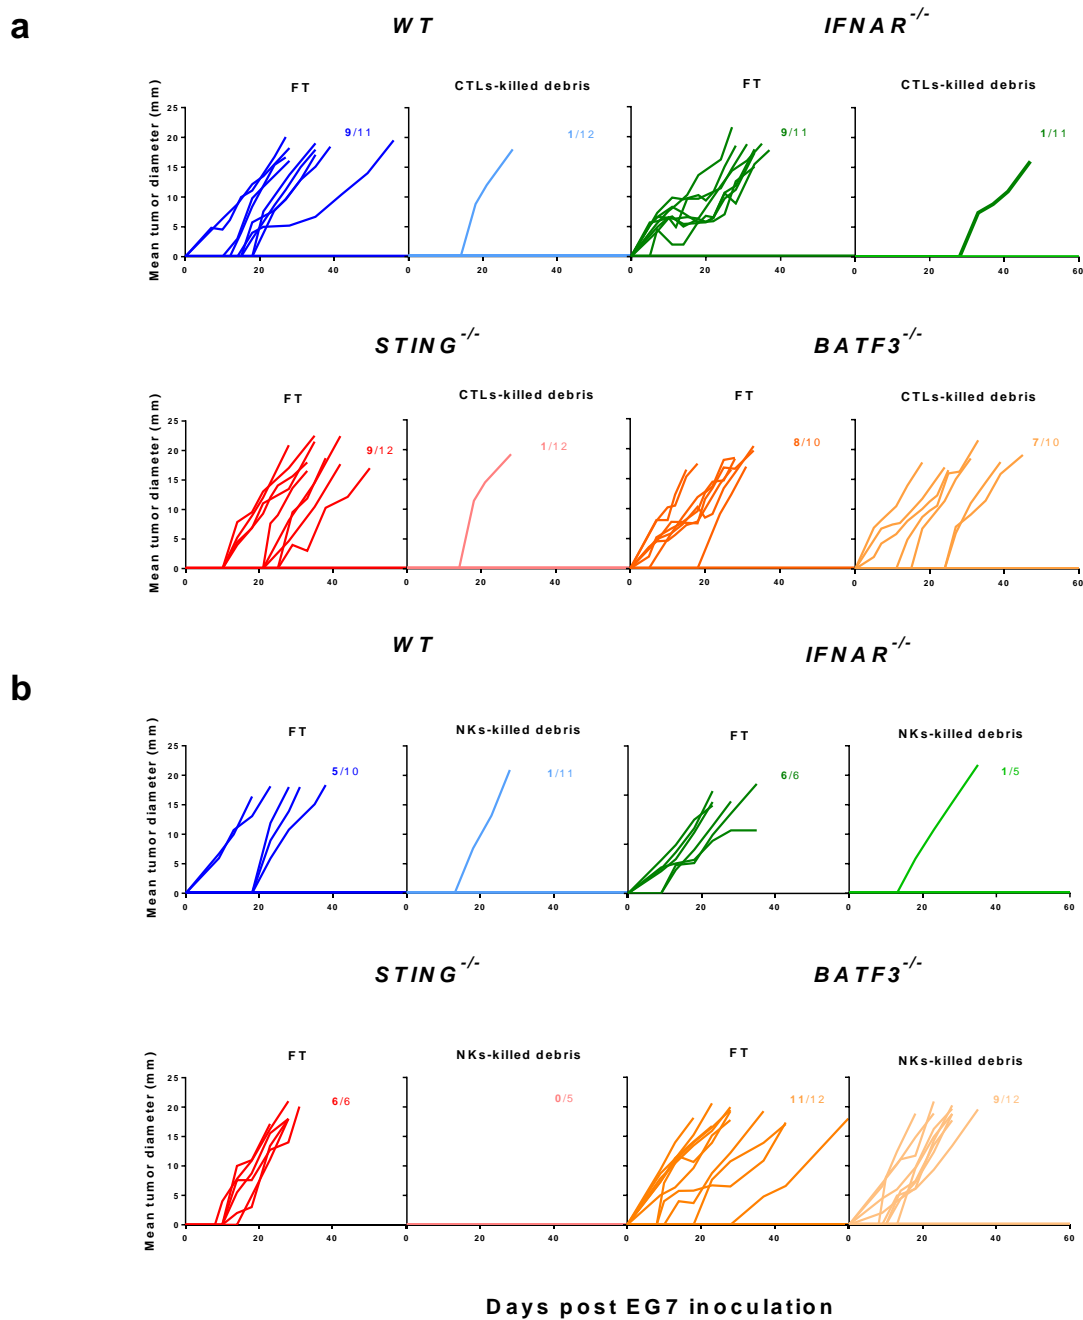 a
WT
IFNAR-/-
FT
CTLs-killed debris
FT
CTLs-killed debris
Mean tumor diameter (mm)
25
20
15
10
5
0
9/11
1/12
9/11
1/11
0 20 40
0 20 40
0 20 40
0 20 40 60
STING-/-
BATF3-/-
FT
CTLs-killed debris
FT
CTLs-killed debris
Mean tumor diameter (mm)
25
20
15
10
5
0
9/12
1/12
8/10
7/10
0 20 40
0 20 40
0 20 40
0 20 40 60
WT
IFNAR-/-
b
FT
NKs-killed debris
FT
NKs-killed debris
Mean tumor diameter (mm)
25
20
15
10
5
0
5/10
1/11
6/6
1/5
0 20 40
0 20 40
0 20 40
0 20 40 60
STING-/-
BATF3-/-
FT
NKs-killed debris
FT
NKs-killed debris
Mean tumor diameter (mm)
25
20
15
10
5
0
6/6
0/5
11/12
9/12
0 20 40
0 20 40
0 20 40
0 20 40 60
Days post EG7 inoculation